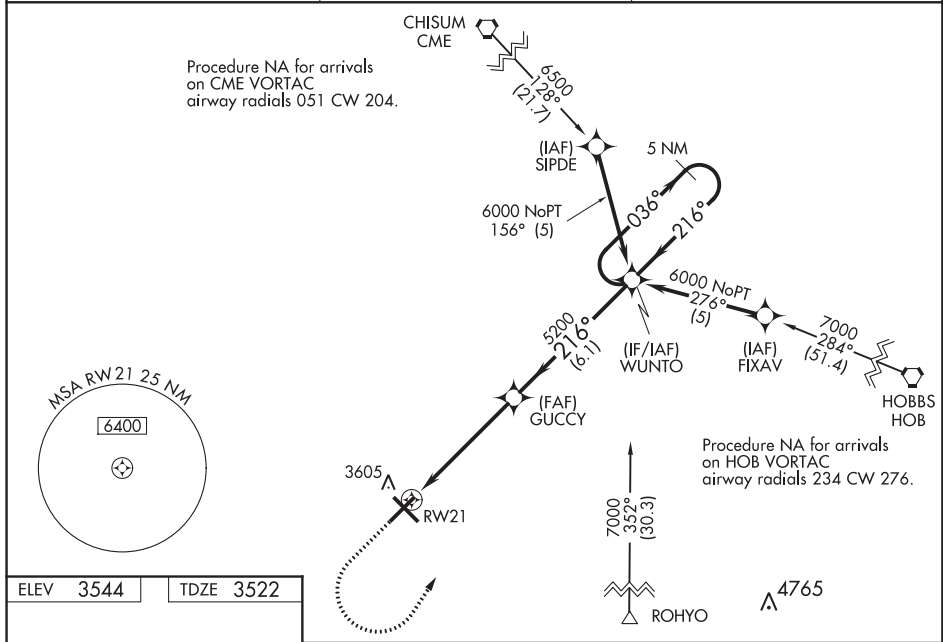 CHISUM
CME
Procedure NA for arrivals
on CME VORTAC
airway radials 051 CW 204.
6500
128°
(21.7)
(IAF)
SIPDE
5 NM
6000 NoPT
156° (5)
036°
216°
6000 NoPT
276°
(5)
7000
284°
(51.4)
(IF/IAF)
WUNTO
(IAF)
FIXAV
HOBBS
HOB
5200
216°
(6.1)
MSA RW21 25 NM
6400
(FAF)
GUCCY
Procedure NA for arrivals
on HOB VORTAC
airway radials 234 CW 276.
3605
RW21
7000
352°
(30.3)
ROHYO
4765
ELEV 3544
TDZE 3522